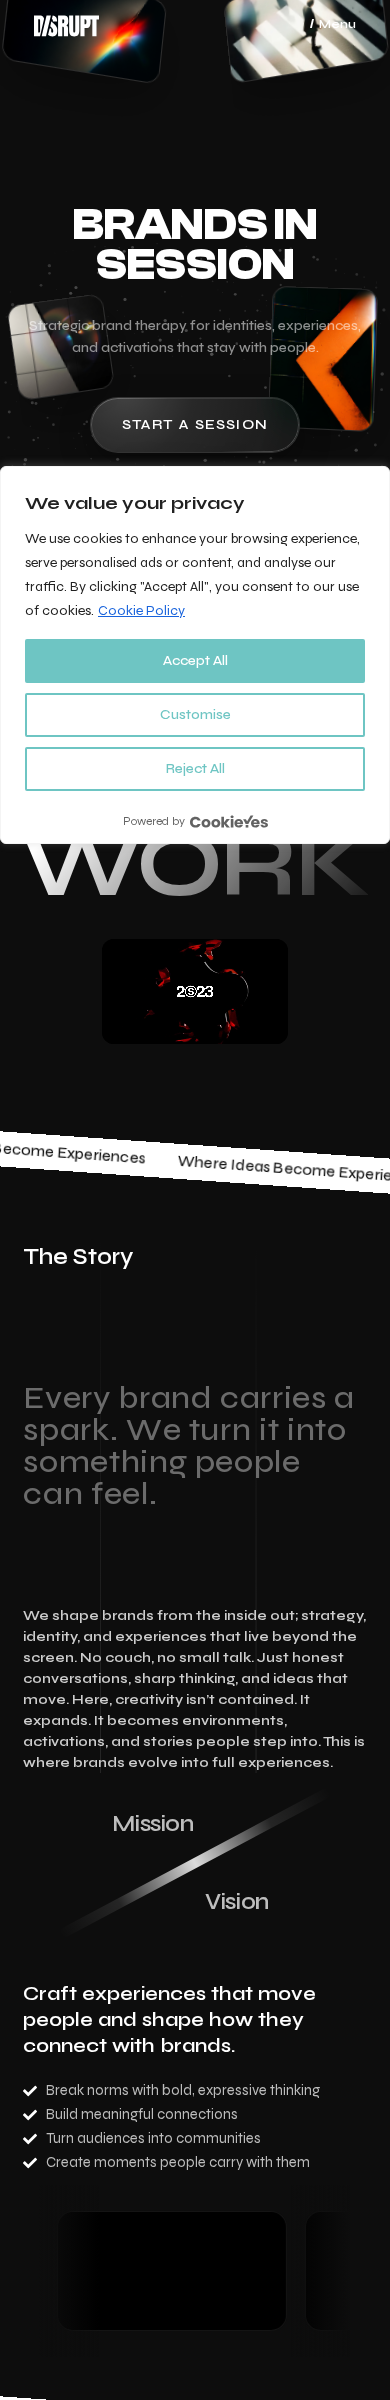 DISRUPT
/ Menu
BRANDS IN
SESSION
Strategic brand therapy, for identities, experiences,
and activations that stay with people.
START A SESSION
We value your privacy
We use cookies to enhance your browsing experience,
serve personalised ads or content, and analyse our
traffic. By clicking "Accept All", you consent to our use
of cookies. Cookie Policy
Accept All
Customise
Reject All
Powered by CookieYes
WORK
2023
Become Experiences Where Ideas Become Experie
The Story
Every brand carries a
spark. We turn it into
something people
can feel.
We shape brands from the inside out; strategy,
identity, and experiences that live beyond the
screen. No couch, no small talk. Just honest
conversations, sharp thinking, and ideas that
move. Here, creativity isn't contained. It
expands. It becomes environments,
activations, and stories people step into. This is
where brands evolve into full experiences.
Mission
Vision
Craft experiences that move
people and shape how they
connect with brands.
Break norms with bold, expressive thinking
Build meaningful connections
Turn audiences into communities
Create moments people carry with them